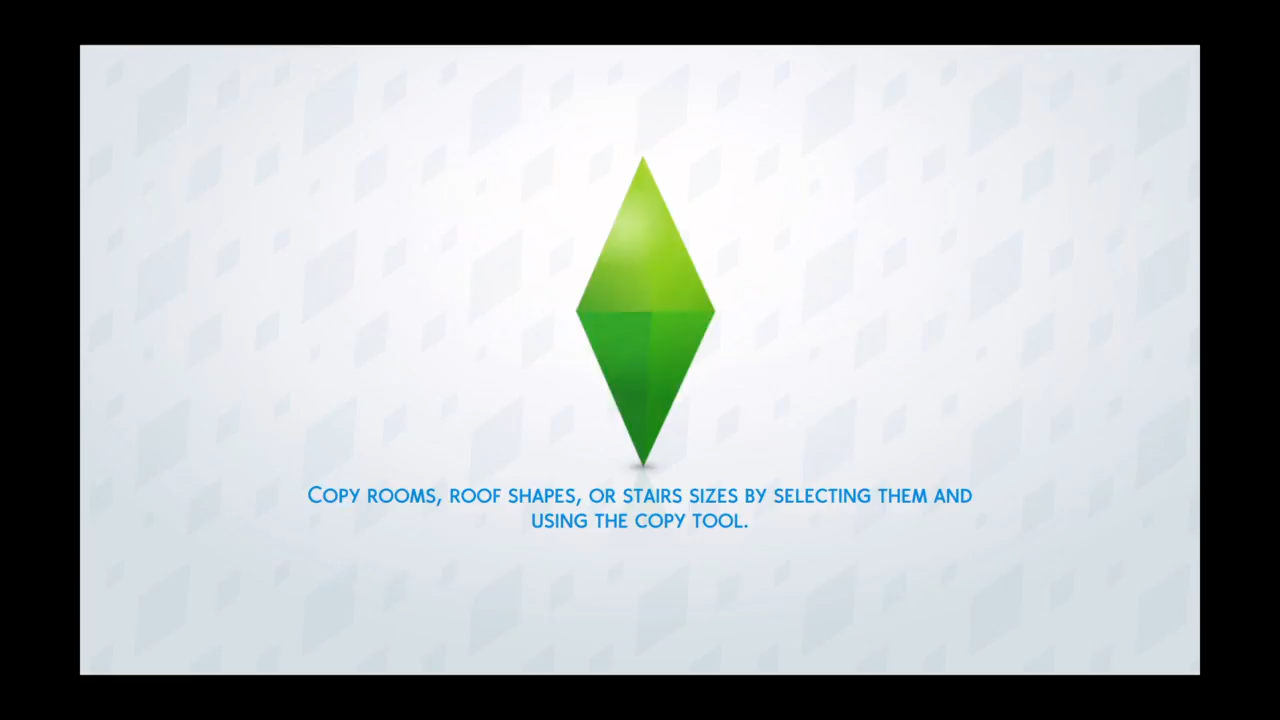 Copy rooms, roof shapes, or stairs sizes by selecting them and
using the copy tool.